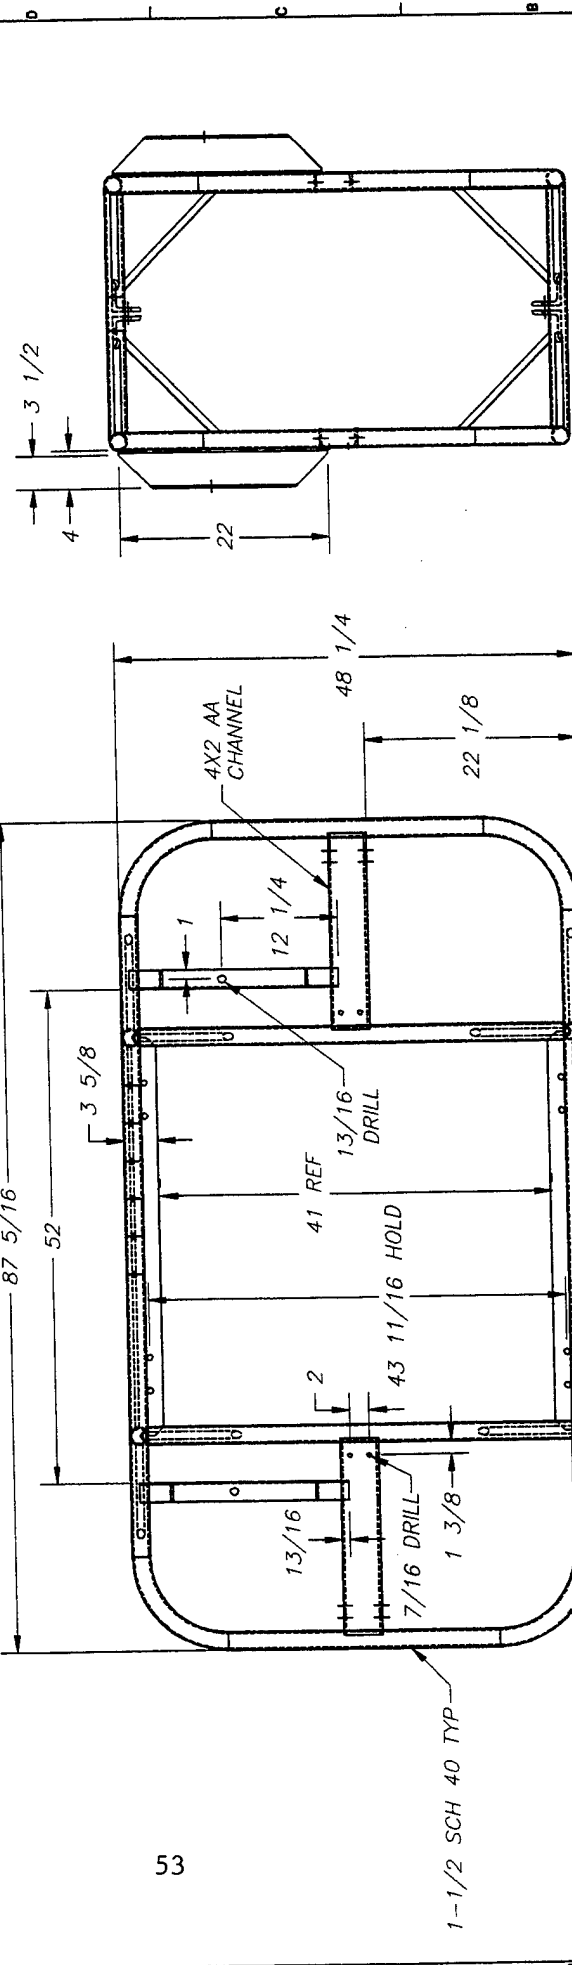 D
C
B
3 1/2
4
22
48 1/4
22 1/8
4X2 AA
CHANNEL
12 1/4
1
3 5/8
13/16
DRILL
41 REF
87 5/16
52
43 11/16 HOLD
2
13/16
7/16 DRILL
1 3/8
1-1/2 SCH 40 TYP
53